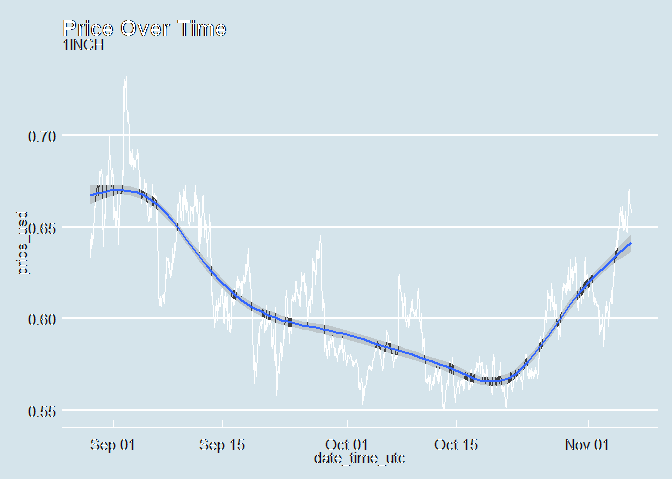 Price Over Time
1INCH
0.70
0.65
0.60
0.55
price_usd
Sep 01 Sep 15 Oct 01 Oct 15 Nov 01
date_time_utc